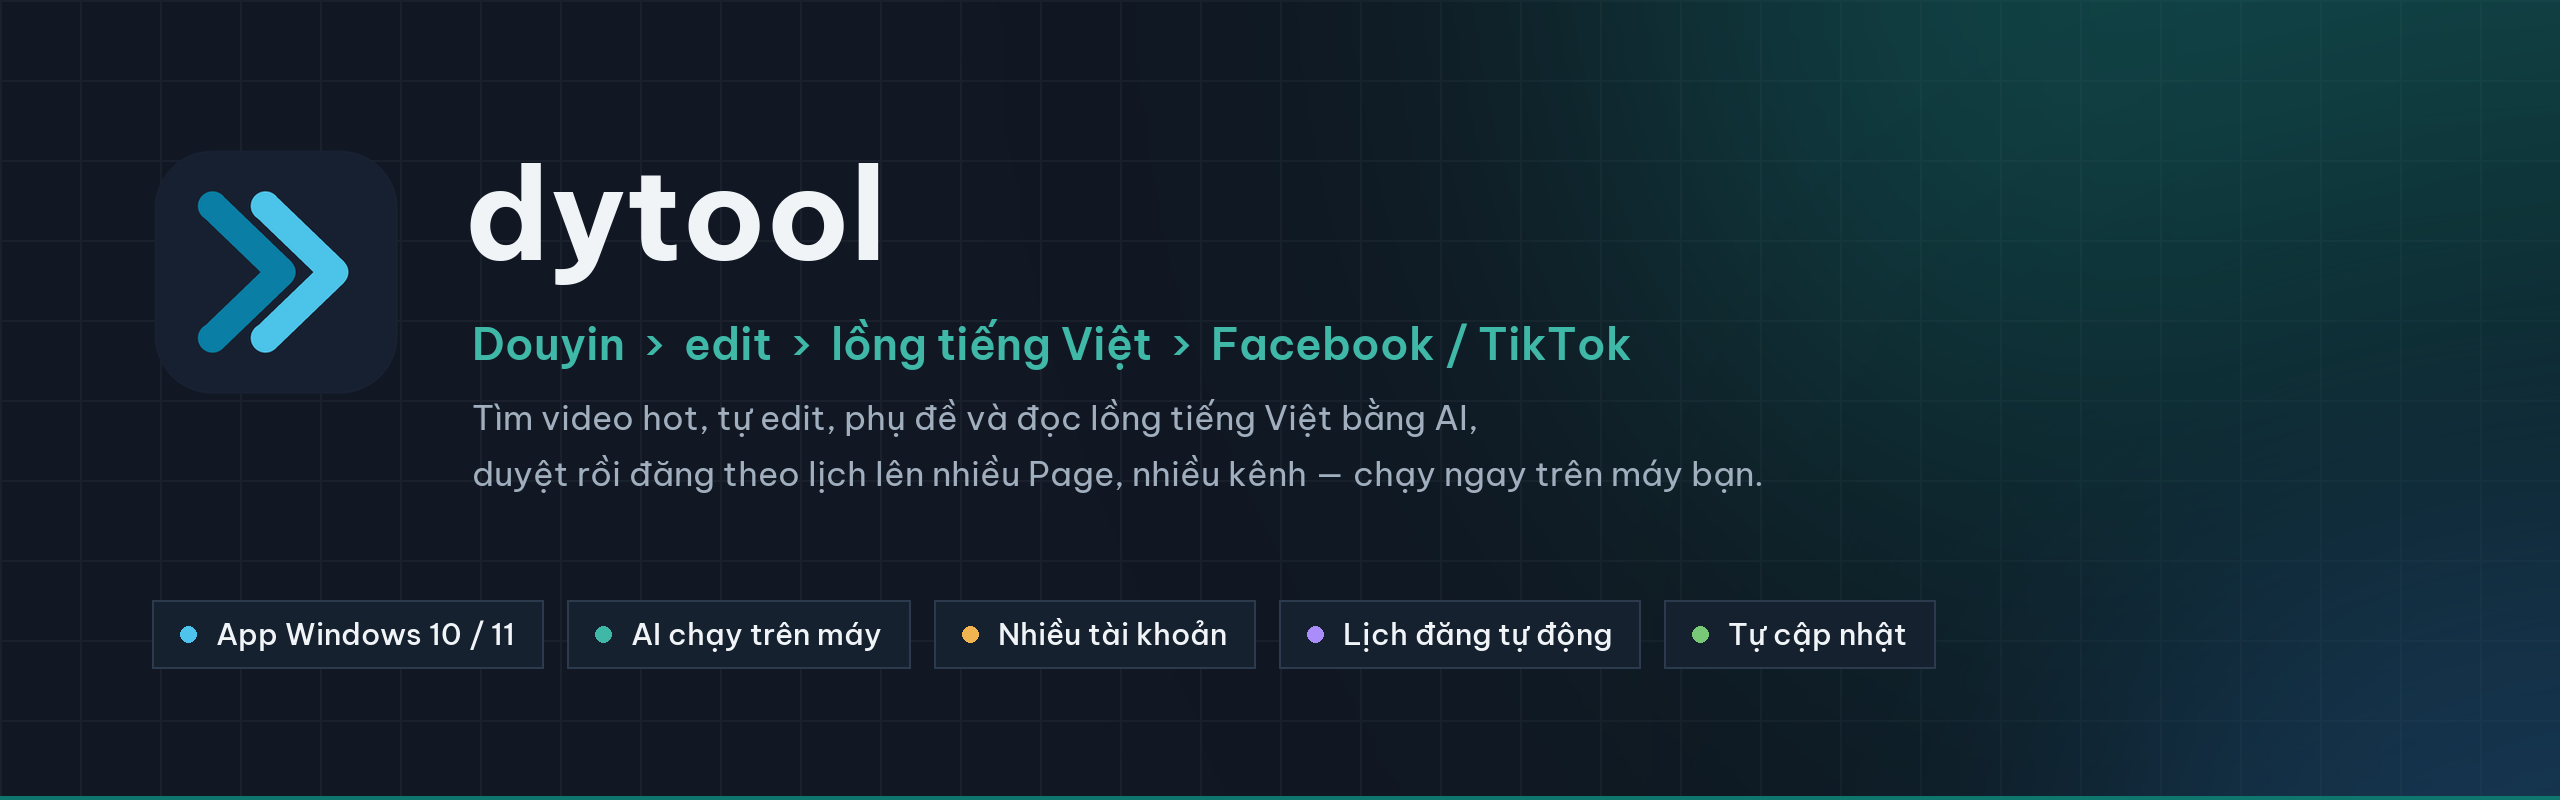 dytool
Douyin › edit › lồng tiếng Việt › Facebook / TikTok
Tìm video hot, tự edit, phụ đề và đọc lồng tiếng Việt bằng AI,
duyệt rồi đăng theo lịch lên nhiều Page, nhiều kênh — chạy ngay trên máy bạn.
App Windows 10 / 11
AI chạy trên máy
Nhiều tài khoản
Lịch đăng tự động
Tự cập nhật